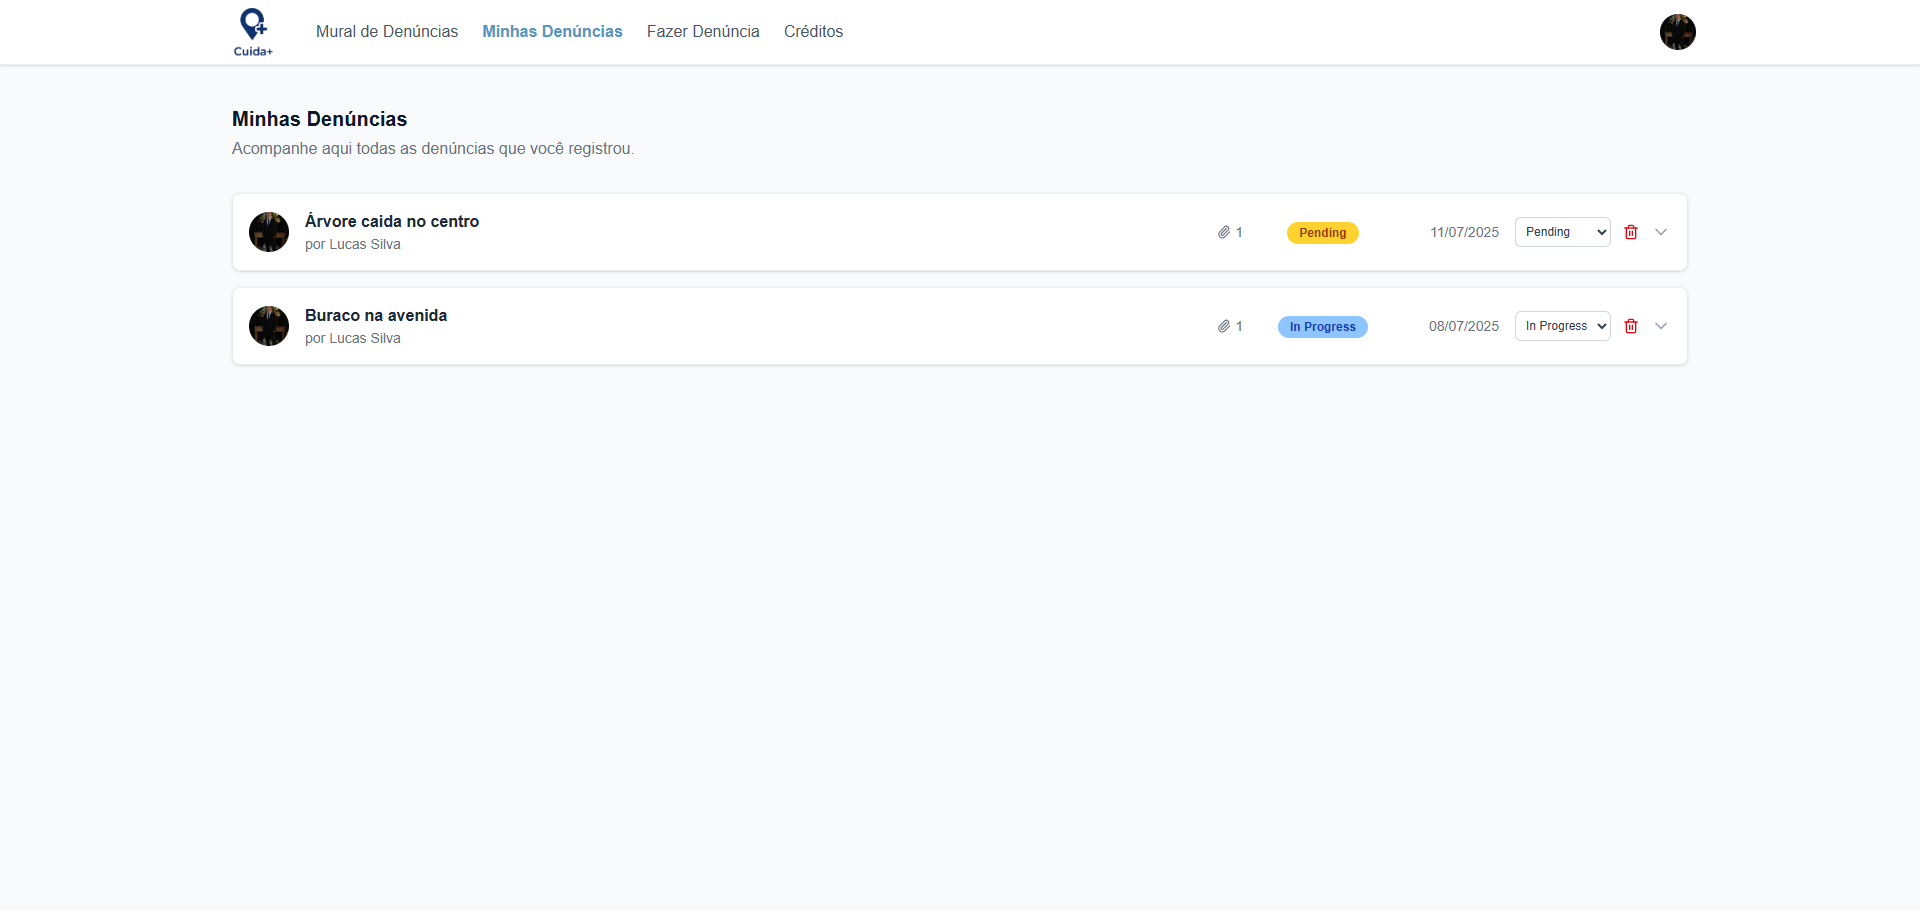 Cuida+
Mural de Denúncias Minhas Denúncias Fazer Denúncia Créditos
Minhas Denúncias
Acompanhe aqui todas as denúncias que você registrou.
Árvore caida no centro
por Lucas Silva
1 Pending 11/07/2025 Pending
Buraco na avenida
por Lucas Silva
1 In Progress 08/07/2025 In Progress